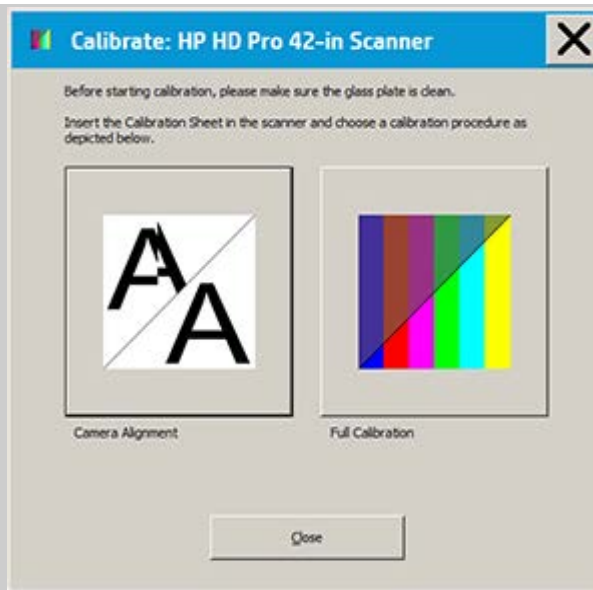 Calibrate: HP HD Pro 42-in Scanner
Before starting calibration, please make sure the glass plate is clean.
Insert the Calibration Sheet in the scanner and choose a calibration procedure as
depicted below.
A
A
Camera Alignment
Full Calibration
Close